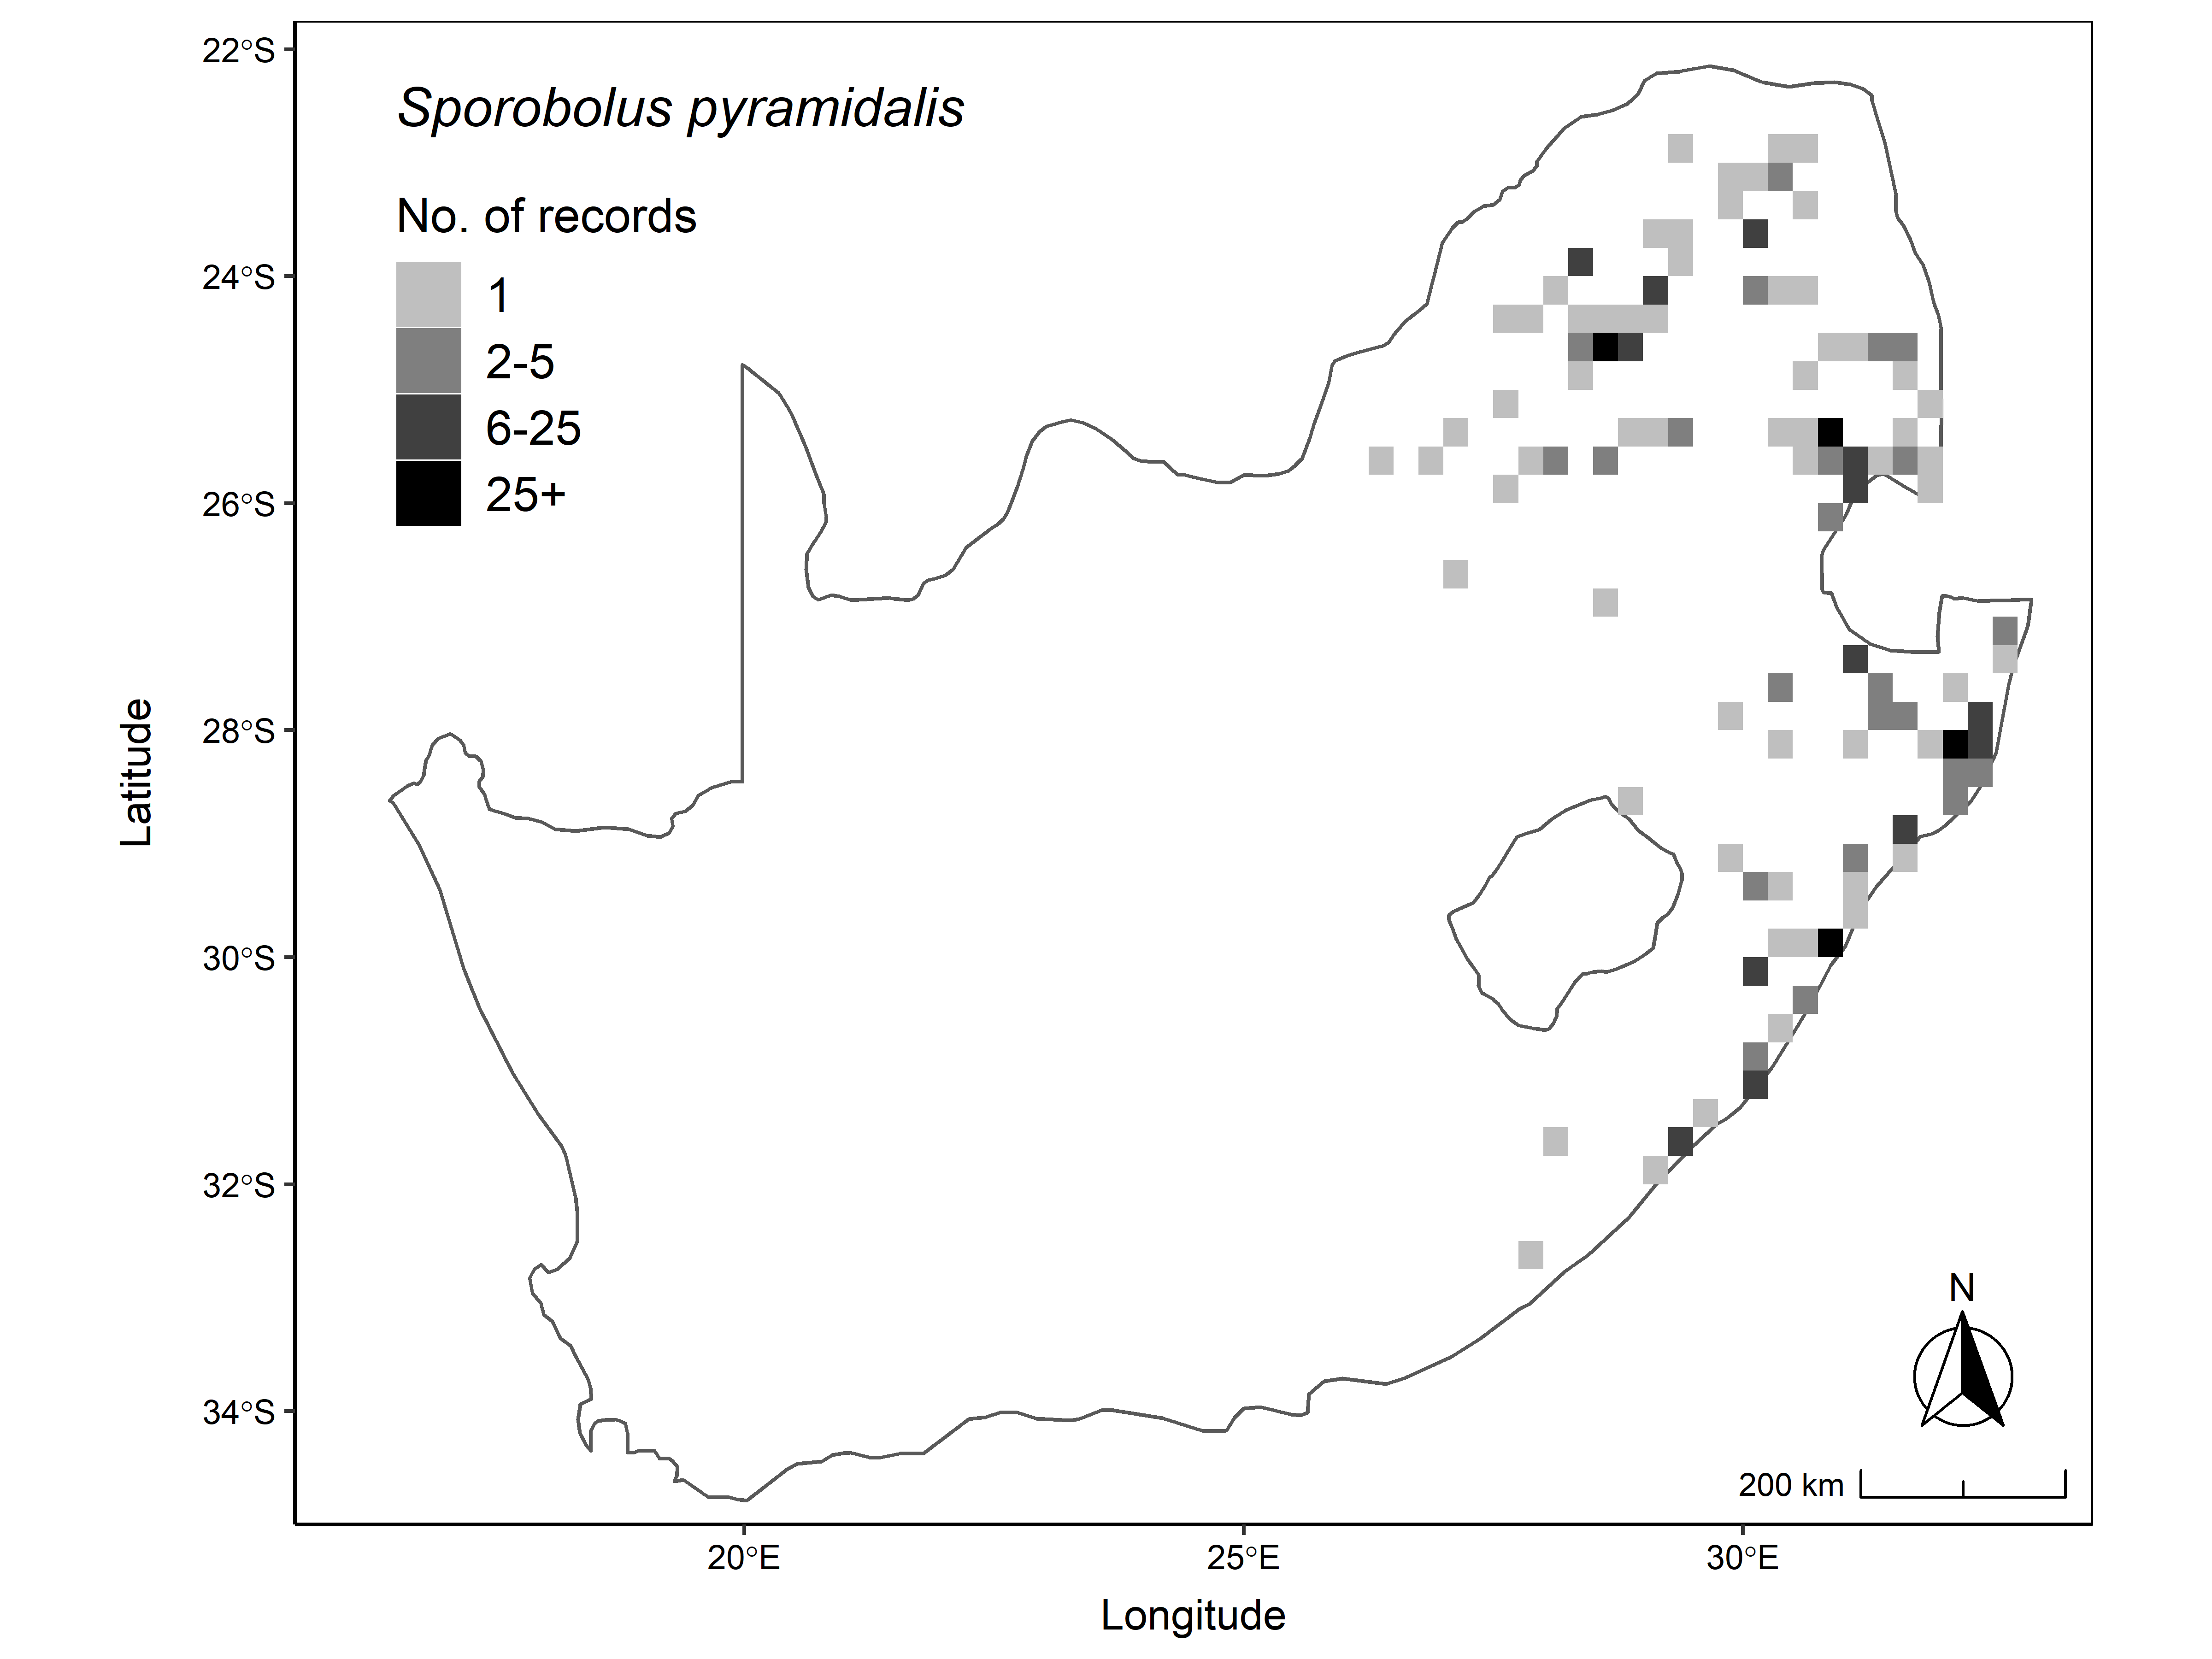 Sporobolus pyramidalis
No. of records
1
2-5
6-25
25+
22°S
24°S
26°S
28°S
30°S
32°S
34°S
Latitude
N
200 km
20°E
25°E
30°E
Longitude